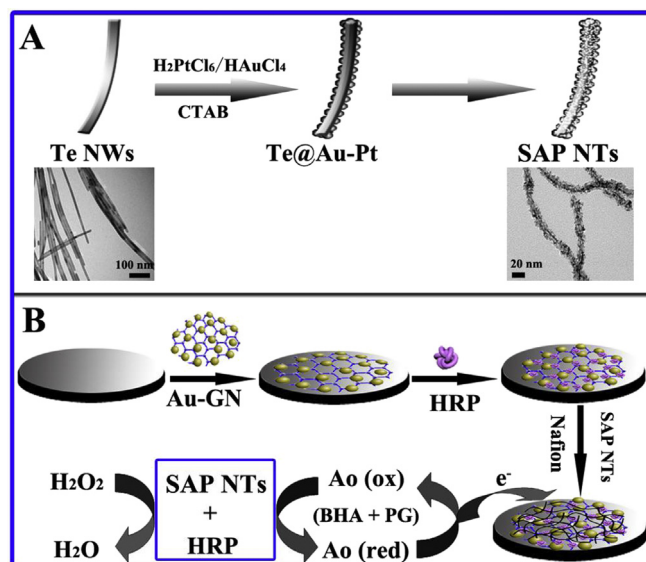 A
H₂PtCl₆/HAuCl₄
CTAB
Te NWs
Te@Au-Pt
SAP NTs
100 nm
20 nm
B
Au-GN
HRP
SAP NTs
Nafion
H₂O₂
SAP NTs
+
HRP
Ao (ox)
(BHA + PG)
Ao (red)
e⁻
H₂O